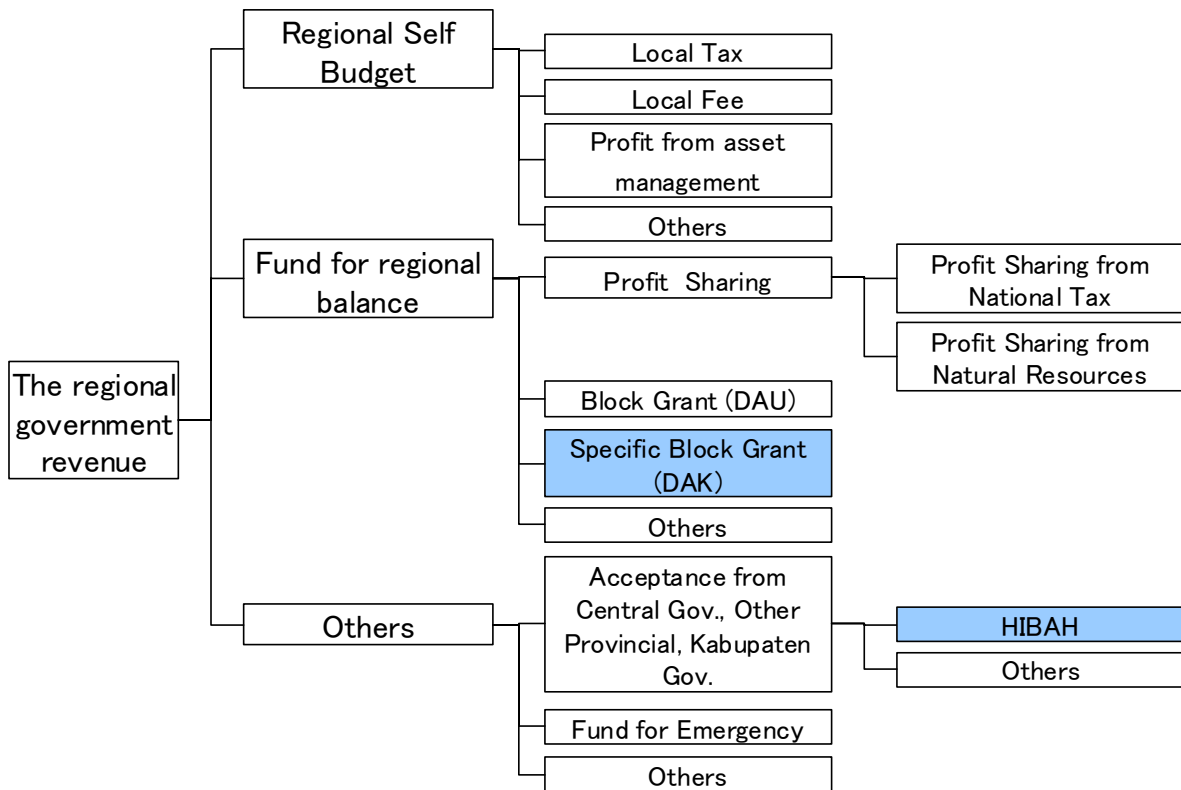 The regional
government
revenue
Regional Self
Budget
Local Tax
Local Fee
Profit from asset
management
Others
Fund for regional
balance
Profit Sharing
Profit Sharing from
National Tax
Profit Sharing from
Natural Resources
Block Grant (DAU)
Specific Block Grant
(DAK)
Others
Others
Acceptance from
Central Gov., Other
Provincial, Kabupaten
Gov.
HIBAH
Others
Fund for Emergency
Others